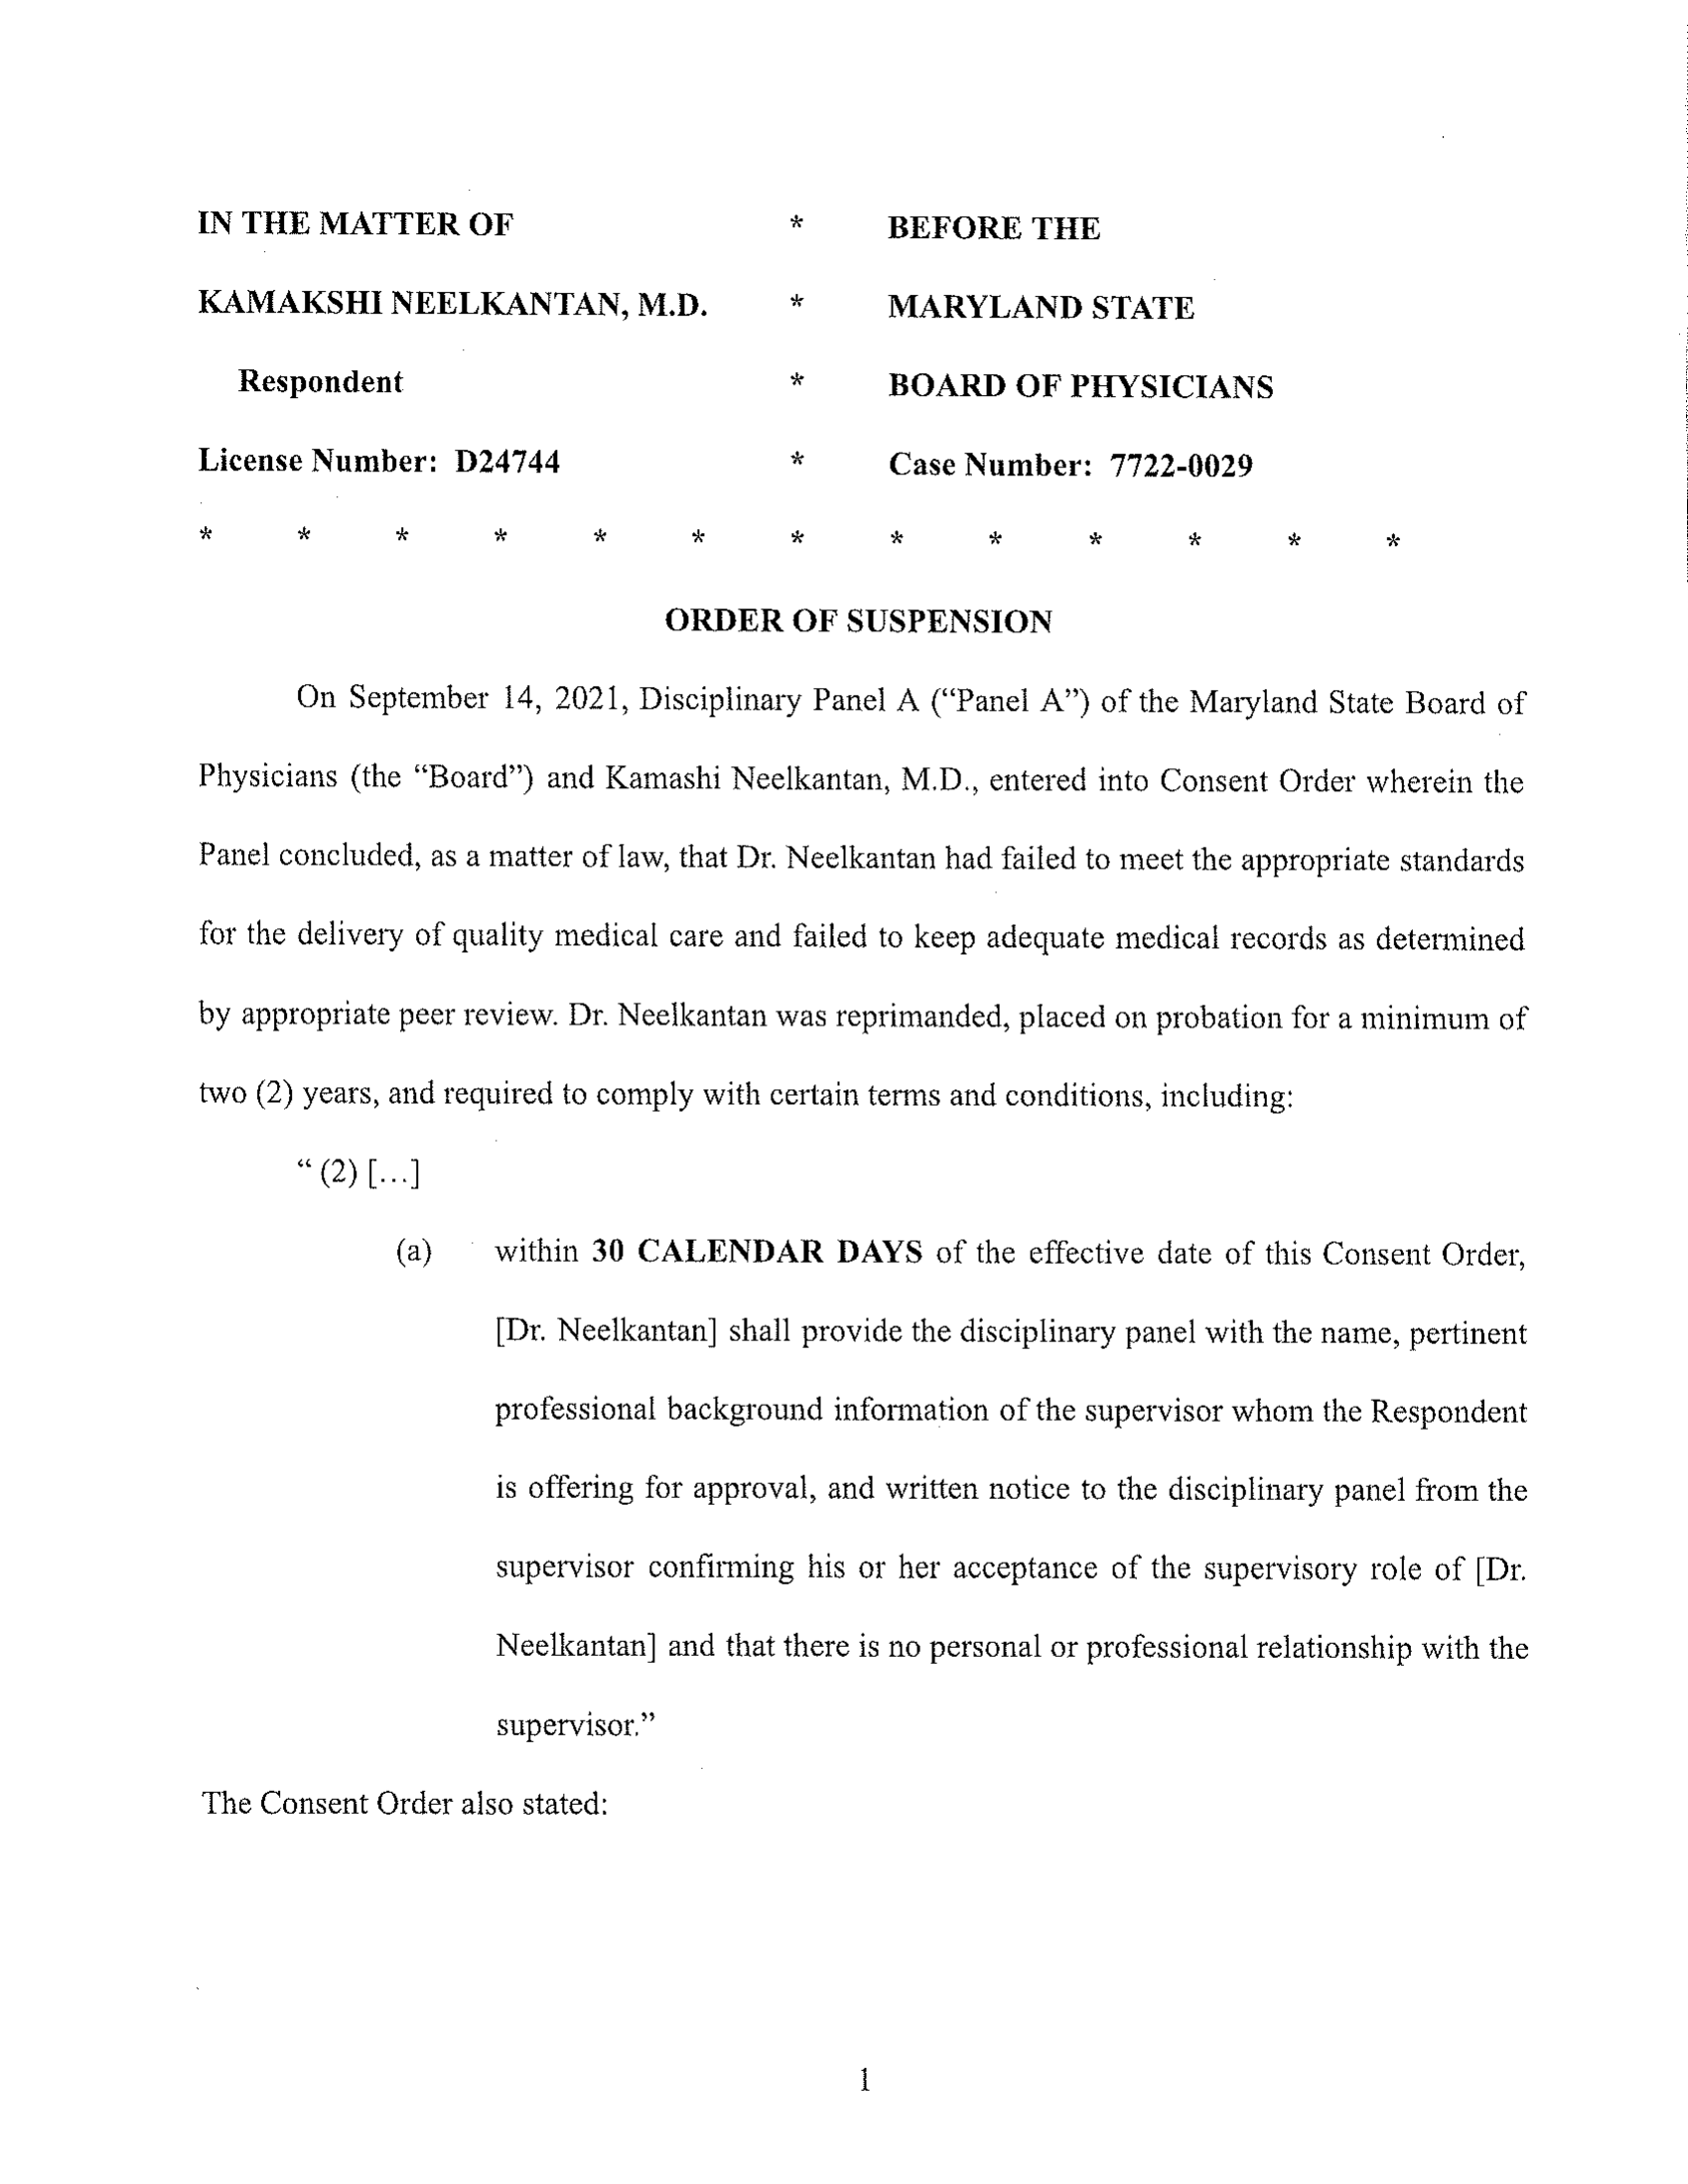 IN THE MATTER OF * BEFORE THE
KAMAKSHI NEELKANTAN, M.D. * MARYLAND STATE
Respondent * BOARD OF PHYSICIANS
License Number: D24744 * Case Number: 7722-0029
* * * * * * * * * * * * *
ORDER OF SUSPENSION
On September 14, 2021, Disciplinary Panel A (“Panel A”) of the Maryland State Board of
Physicians (the “Board”) and Kamashi Neelkantan, M.D., entered into Consent Order wherein the
Panel concluded, as a matter of law, that Dr. Neelkantan had failed to meet the appropriate standards
for the delivery of quality medical care and failed to keep adequate medical records as determined
by appropriate peer review. Dr. Neelkantan was reprimanded, placed on probation for a minimum of
two (2) years, and required to comply with certain terms and conditions, including:
“ (2) [...]
(a) within 30 CALENDAR DAYS of the effective date of this Consent Order,
[Dr. Neelkantan] shall provide the disciplinary panel with the name, pertinent
professional background information of the supervisor whom the Respondent
is offering for approval, and written notice to the disciplinary panel from the
supervisor confirming his or her acceptance of the supervisory role of [Dr.
Neelkantan] and that there is no personal or professional relationship with the
supervisor.”
The Consent Order also stated:
1